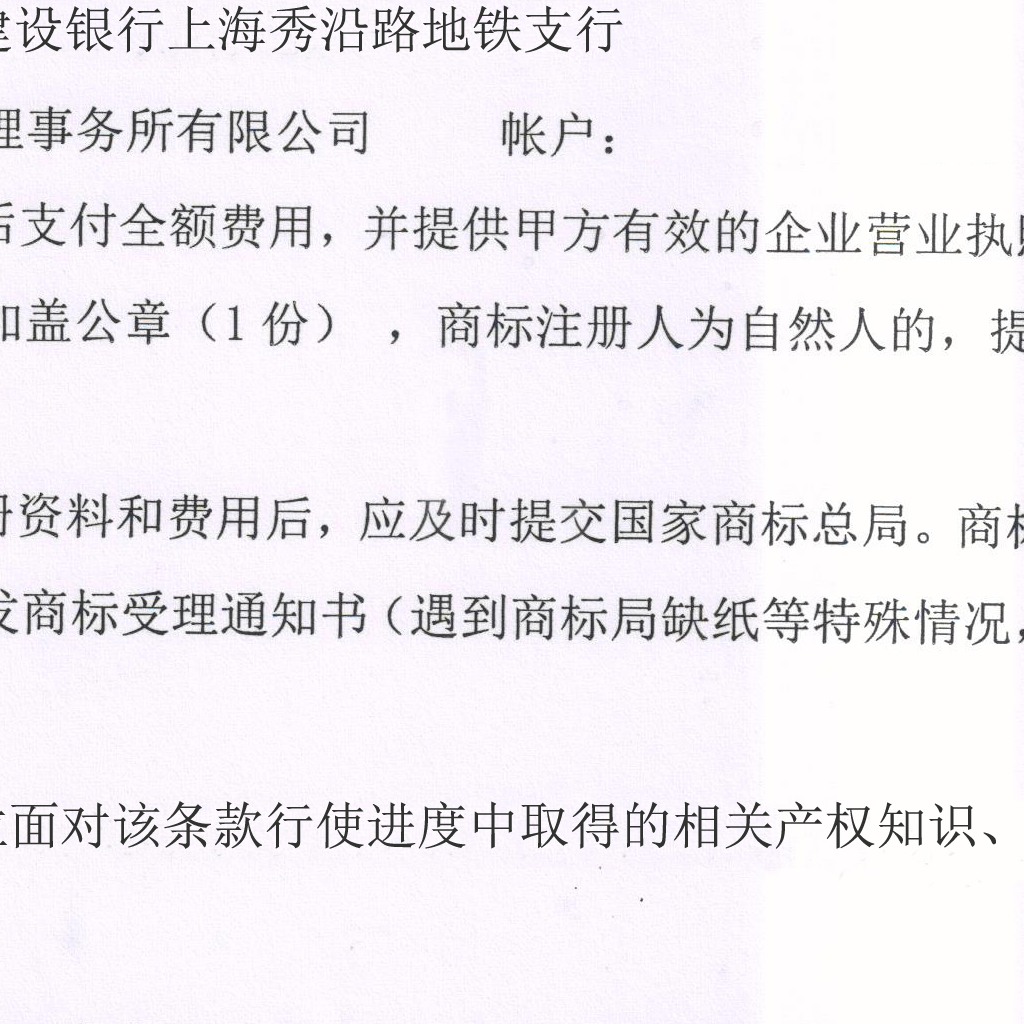 建设银行上海秀沿路地铁支行
理事务所有限公司 帐户：
后支付全额费用，并提供甲方有效的企业营业执照
加盖公章（1 份） ，商标注册人为自然人的，提
册资料和费用后，应及时提交国家商标总局。商标
发商标受理通知书（遇到商标局缺纸等特殊情况，
面对该条款行使进度中取得的相关产权知识、